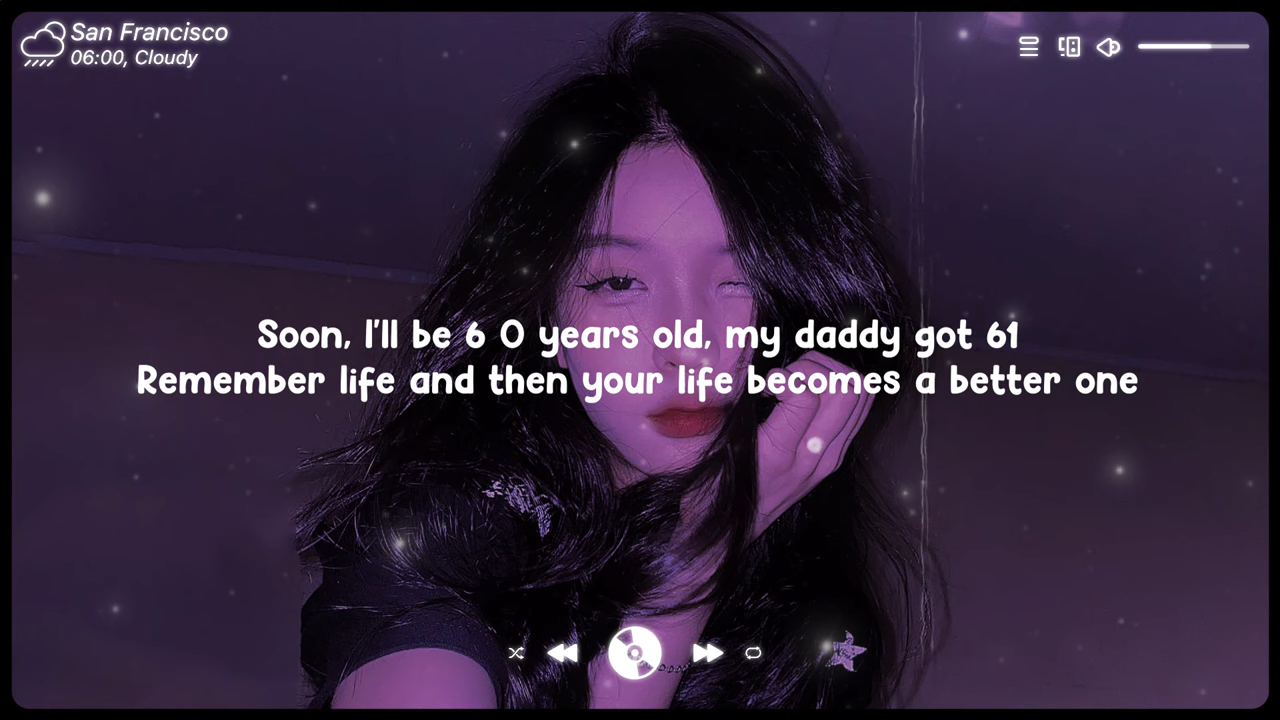 San Francisco
06:00, Cloudy
Soon, I'll be 6 0 years old, my daddy got 61
Remember life and then your life becomes a better one